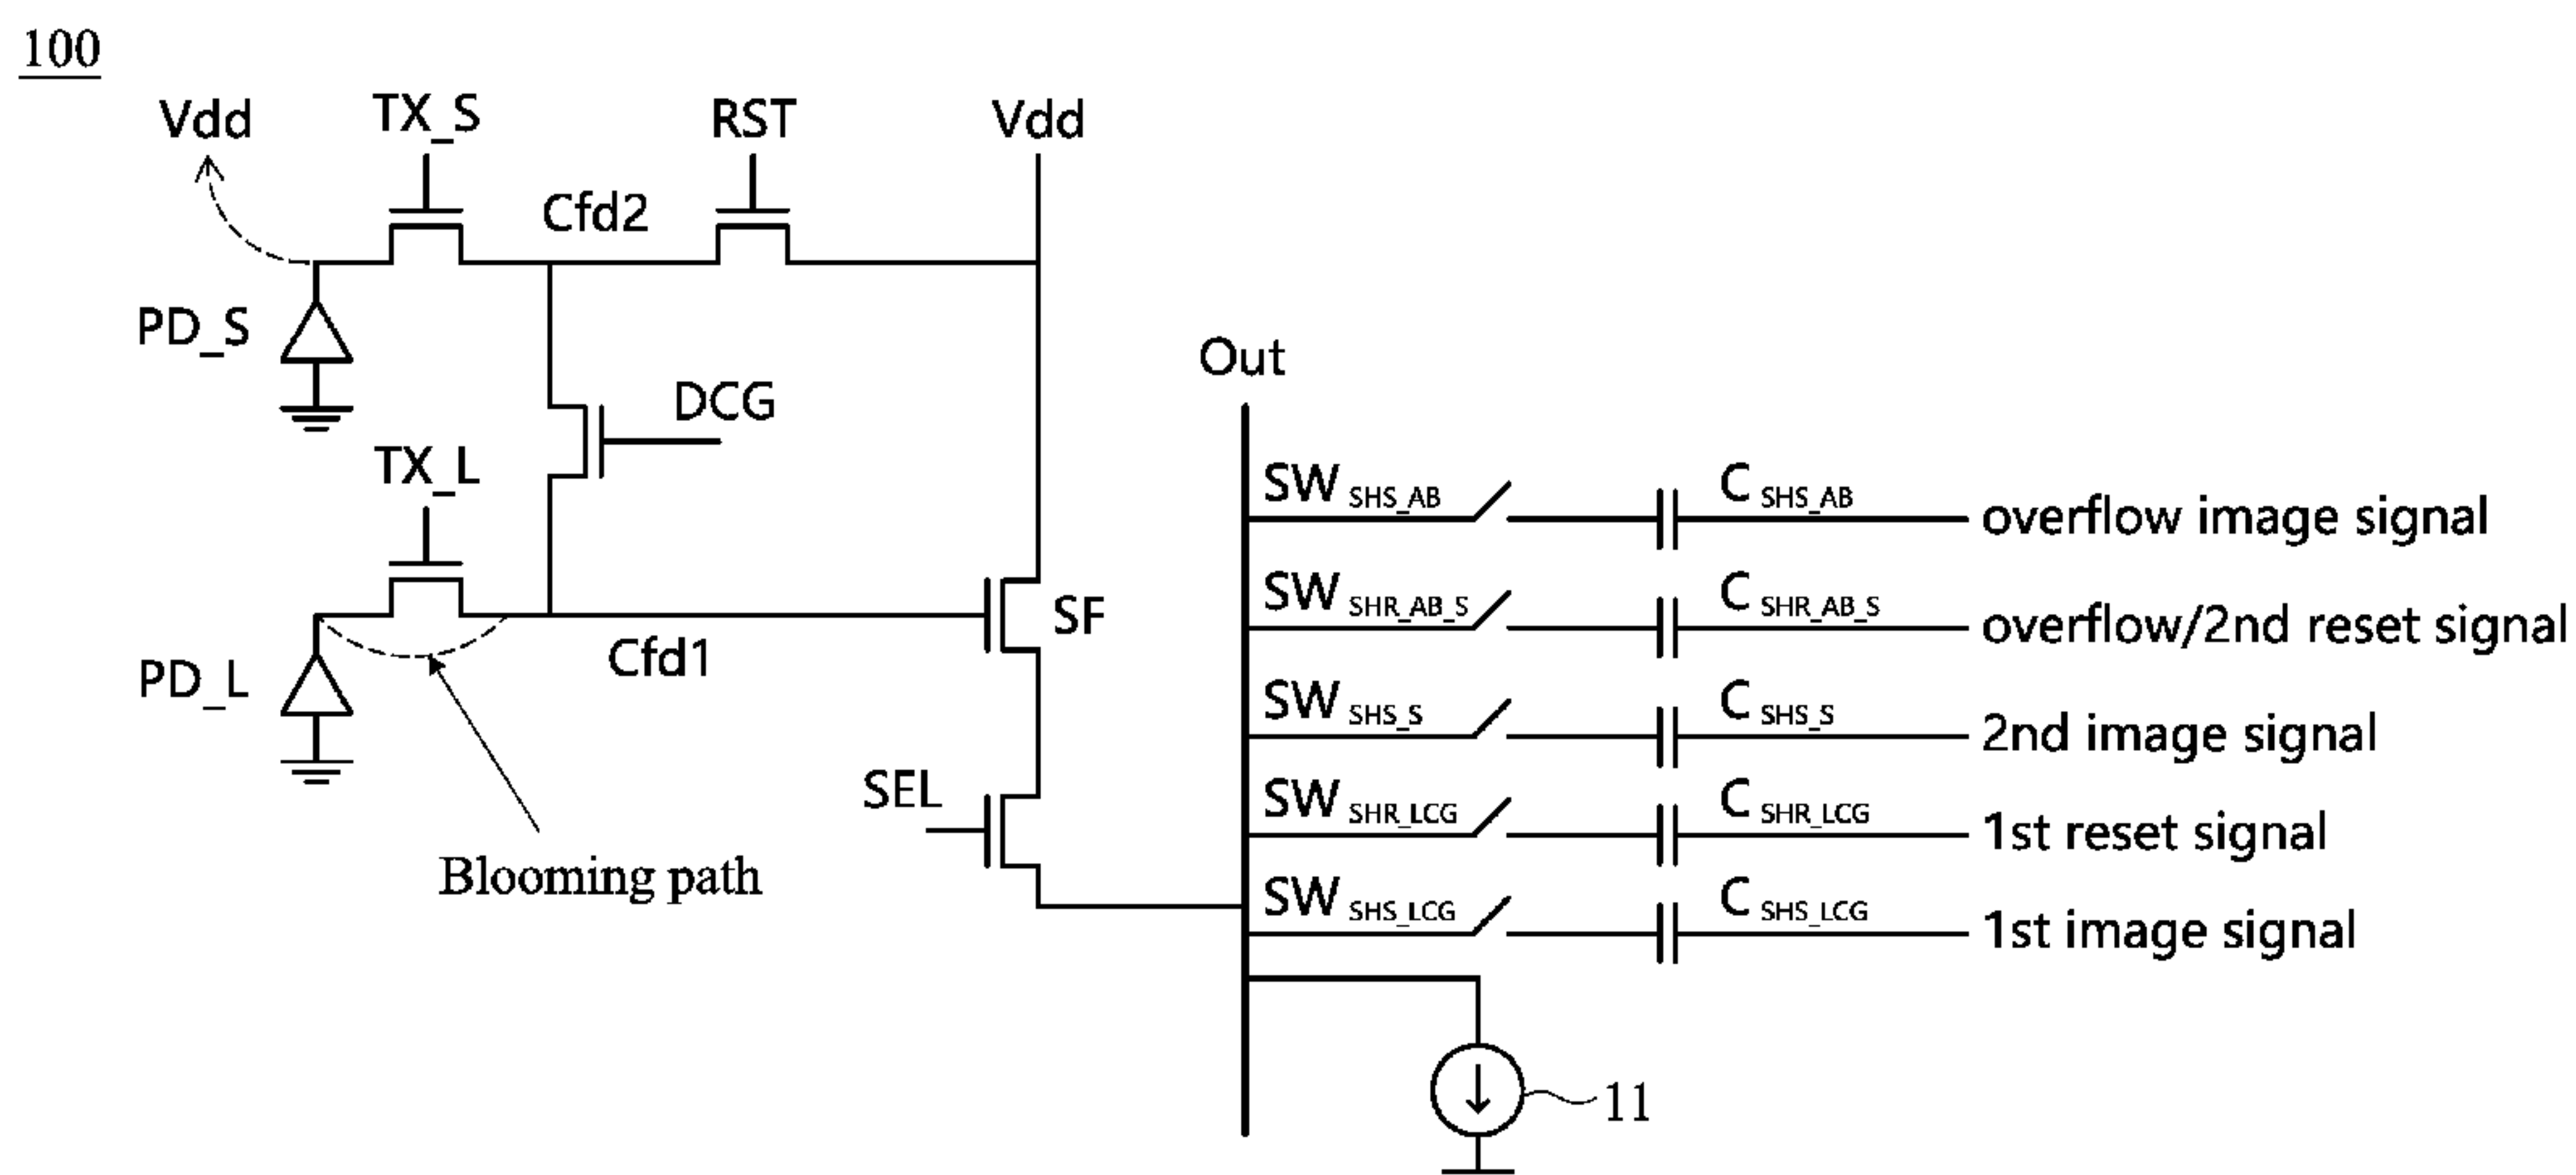 100
Vdd
TX_S
RST
Vdd
Cfd2
PD_S
DCG
TX_L
Cfd1
SF
PD_L
SEL
Blooming path
Out
SW SHS_AB
C SHS_AB
overflow image signal
SW SHR_AB_S
C SHR_AB_S
overflow/2nd reset signal
SW SHS_S
C SHS_S
2nd image signal
SW SHR_LCG
C SHR_LCG
1st reset signal
SW SHS_LCG
C SHS_LCG
1st image signal
11